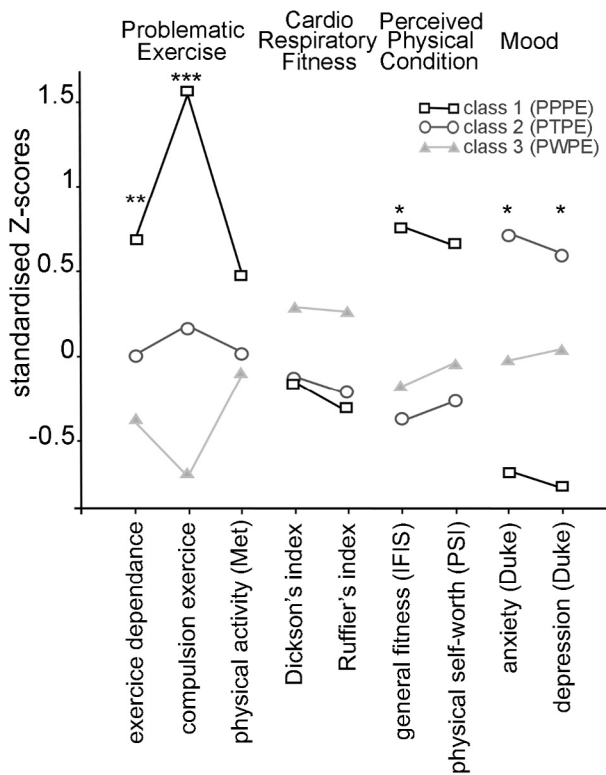 Problematic
Exercise
Cardio
Respiratory
Fitness
Perceived
Physical
Condition
Mood
standardised Z-scores
1.5
1
0.5
0
-0.5
***
**
*
*
*
class 1 (PPPE)
class 2 (PTPE)
class 3 (PWPE)
exercice dependance
compulsion exercice
physical activity (Met)
Dickson's index
Ruffier's index
general fitness (IFIS)
physical self-worth (PSI)
anxiety (Duke)
depression (Duke)